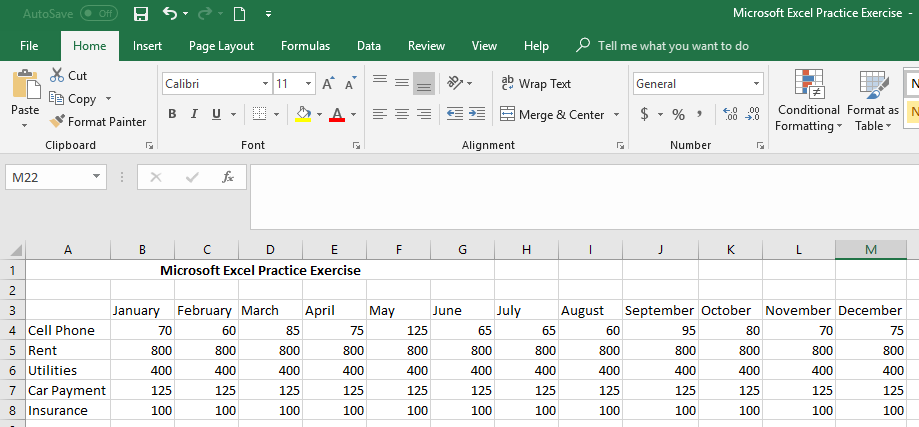 AutoSave Off Microsoft Excel Practice Exercise -
File Home Insert Page Layout Formulas Data Review View Help Tell me what you want to do
Paste Cut Copy Format Painter
Calibri 11 A A
B I U A
ab Wrap Text
Merge & Center
General
$ % , .00 .0
Conditional Formatting Format as Table
Clipboard Font Alignment Number
M22 fx
A B C D E F G H I J K L M
1 Microsoft Excel Practice Exercise
2
3 January February March April May June July August September October November December
4 Cell Phone 70 60 85 75 125 65 65 60 95 80 70 75
5 Rent 800 800 800 800 800 800 800 800 800 800 800 800
6 Utilities 400 400 400 400 400 400 400 400 400 400 400 400
7 Car Payment 125 125 125 125 125 125 125 125 125 125 125 125
8 Insurance 100 100 100 100 100 100 100 100 100 100 100 100